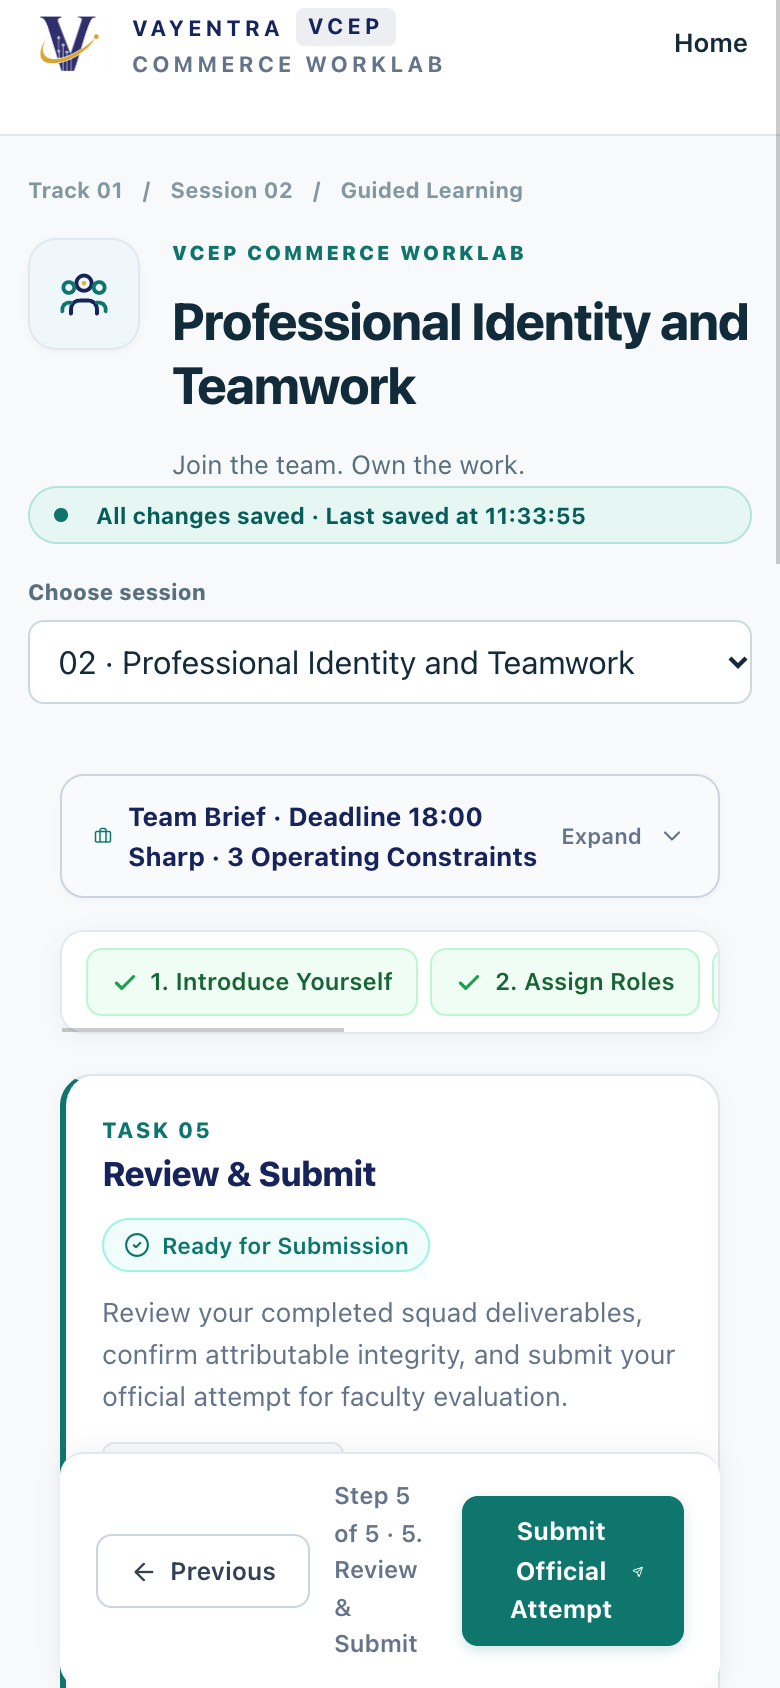 VAYENTRA VCEP
COMMERCE WORKLAB
Home
Track 01 / Session 02 / Guided Learning
VCEP COMMERCE WORKLAB
Professional Identity and
Teamwork
Join the team. Own the work.
All changes saved · Last saved at 11:33:55
Choose session
02 · Professional Identity and Teamwork
Team Brief · Deadline 18:00
Sharp · 3 Operating Constraints
Expand
1. Introduce Yourself
2. Assign Roles
TASK 05
Review & Submit
Ready for Submission
Review your completed squad deliverables,
confirm attributable integrity, and submit your
official attempt for faculty evaluation.
Previous
Step 5
of 5 · 5.
Review
&
Submit
Submit
Official
Attempt